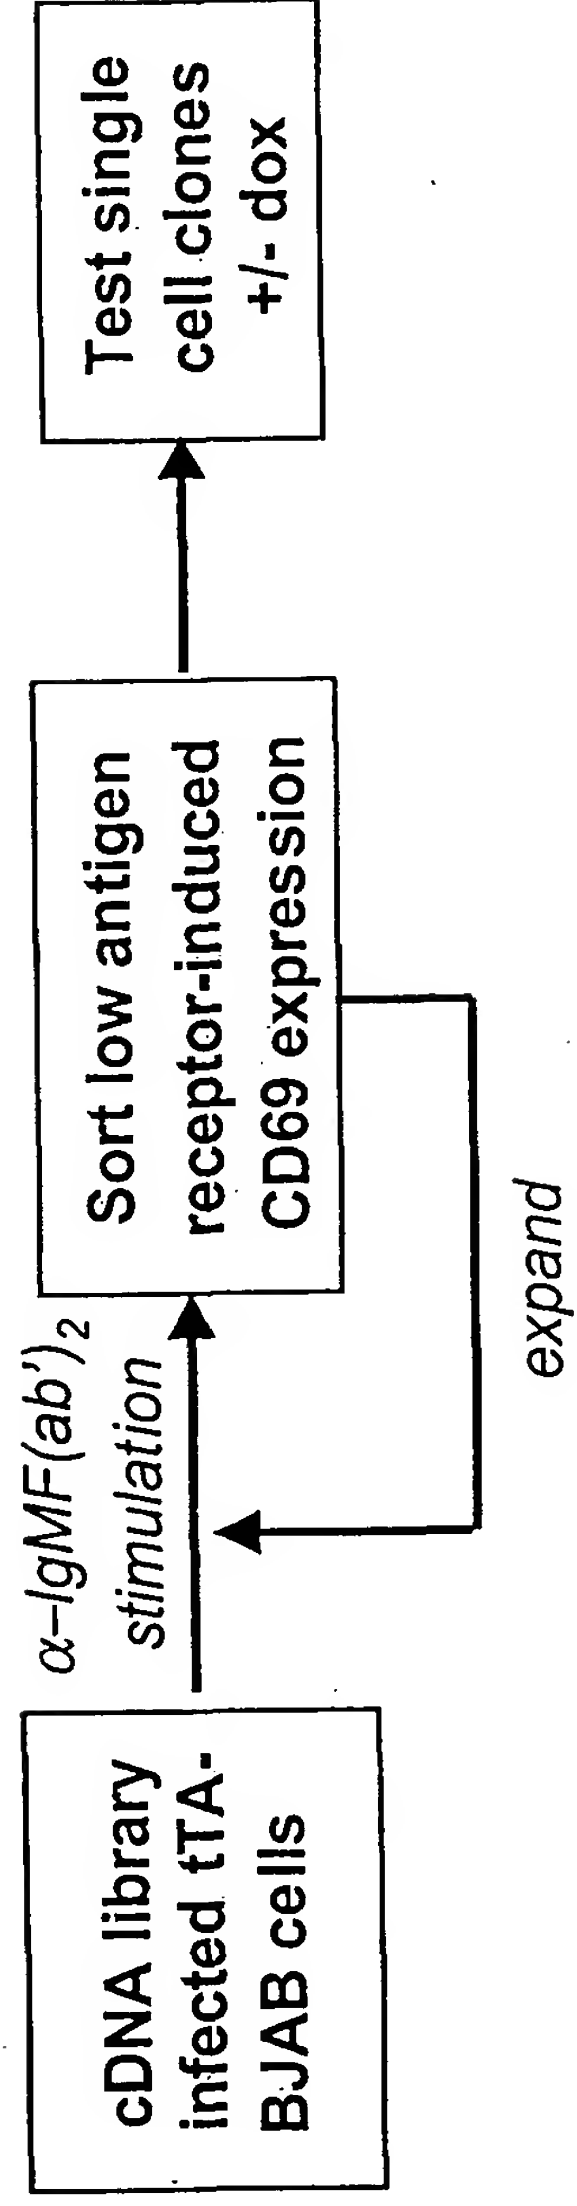 cDNA library
infected tTA-
BJAB cells
α–IgMF(ab')2
stimulation
Sort low antigen
receptor-induced
CD69 expression
expand
Test single
cell clones
+/- dox